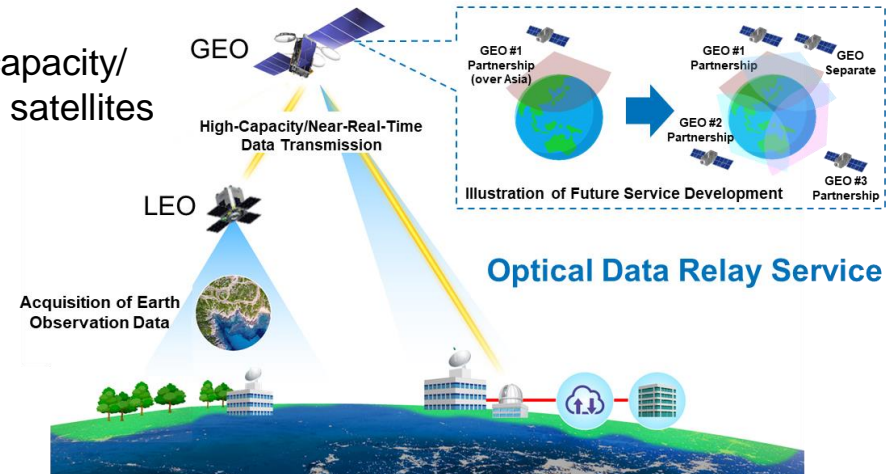 apacity/
satellites
GEO
High-Capacity/Near-Real-Time
Data Transmission
LEO
Acquisition of Earth
Observation Data
GEO #1
Partnership
(over Asia)
GEO #1
Partnership
GEO
Separate
GEO #2
Partnership
GEO #3
Partnership
Illustration of Future Service Development
Optical Data Relay Service